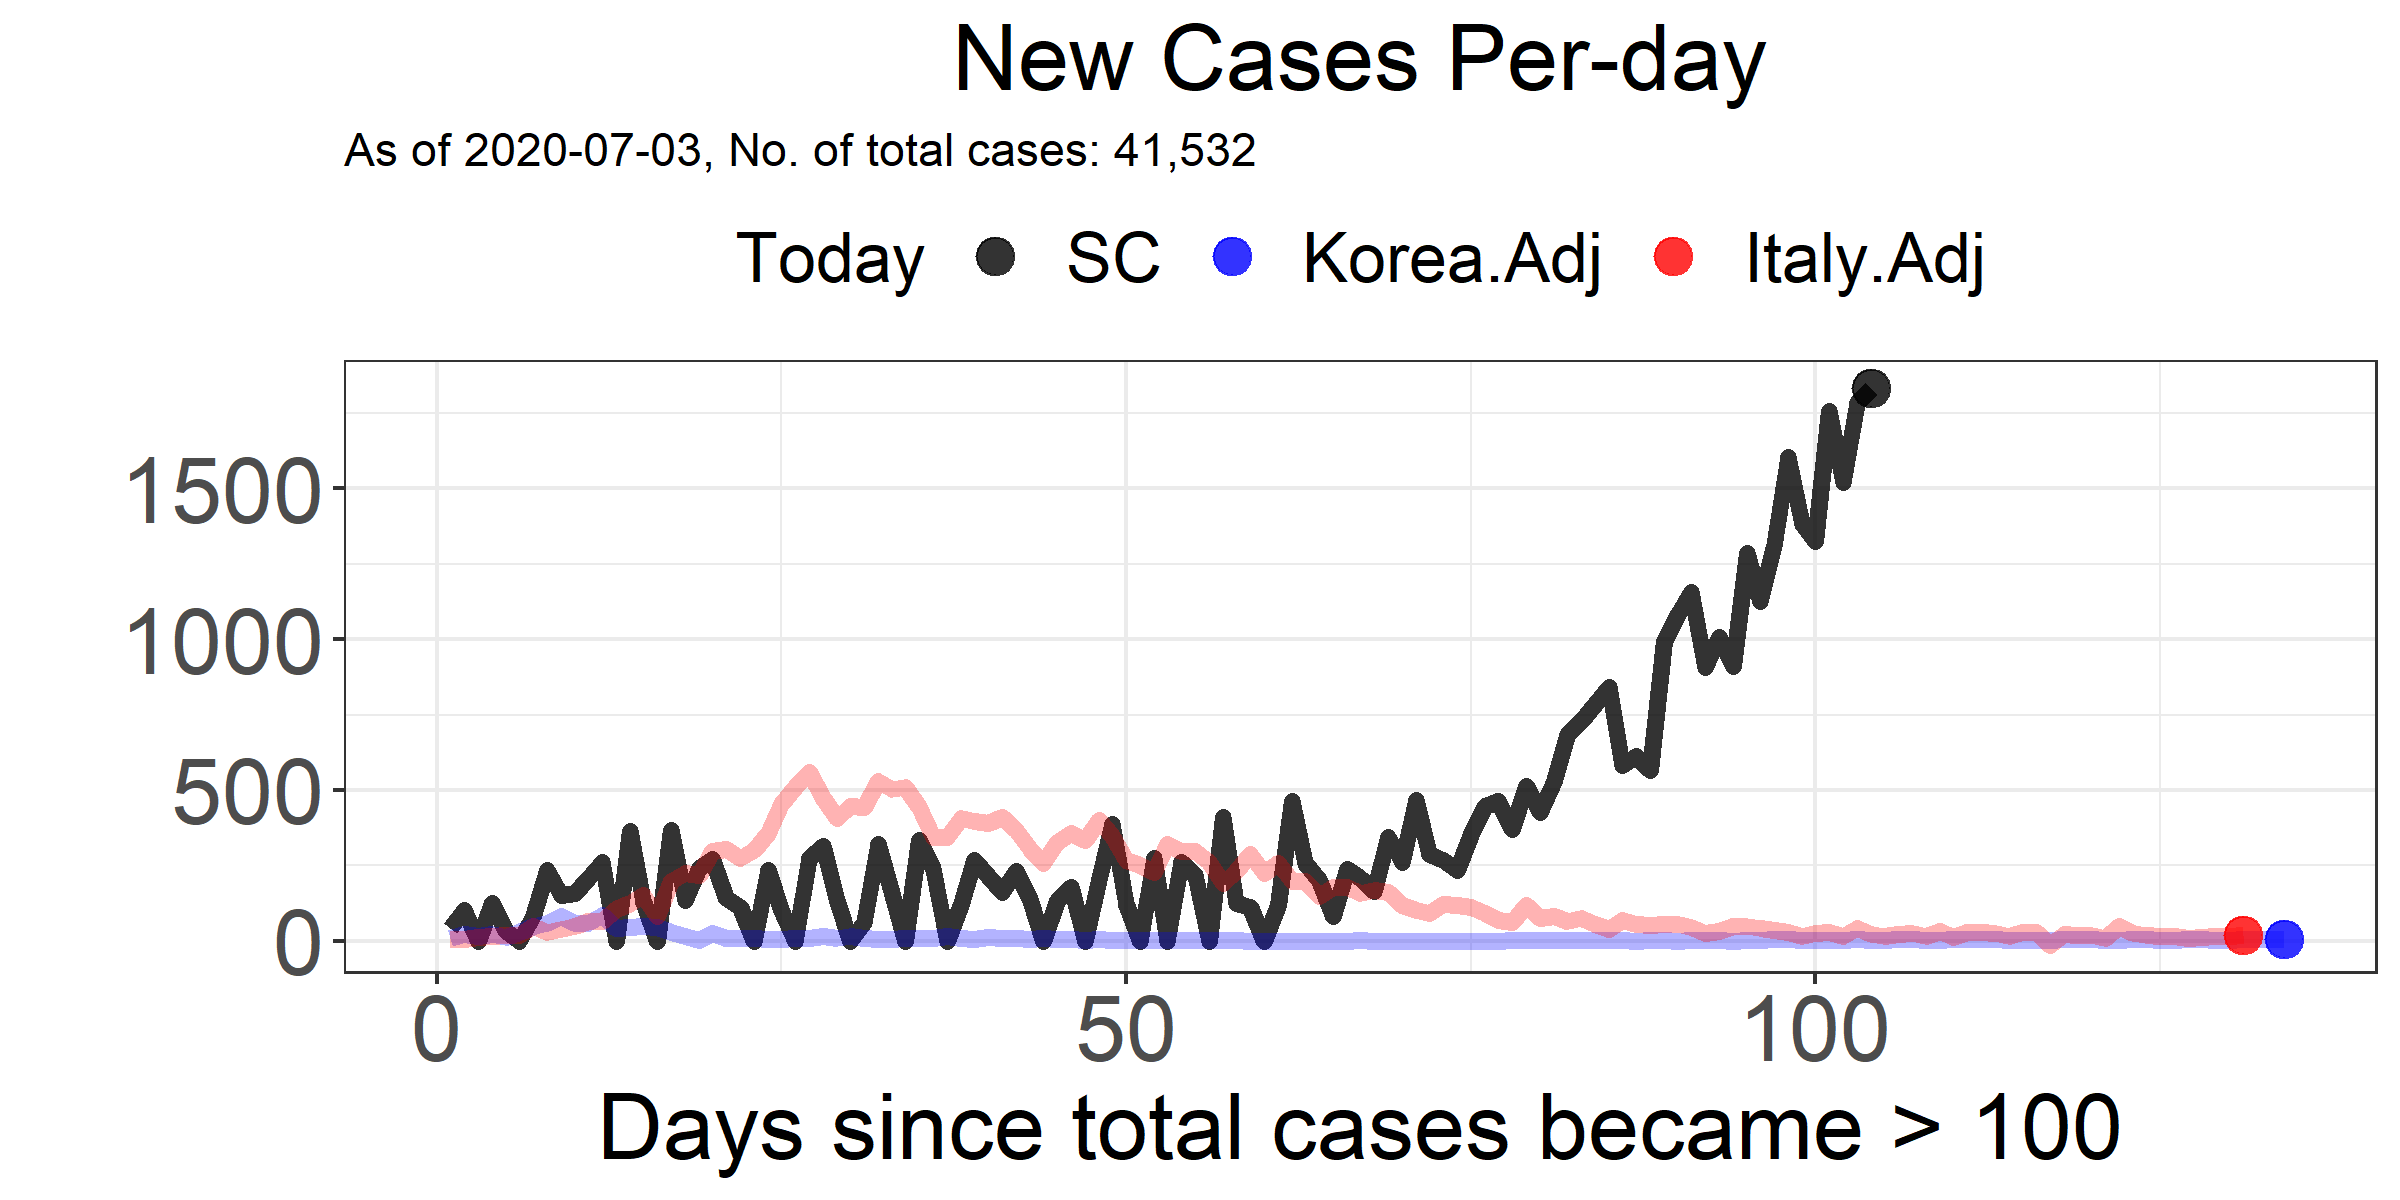 New Cases Per-day
As of 2020-07-03, No. of total cases: 41,532
Today SC Korea.Adj Italy.Adj
1500
1000
500
0
0 50 100
Days since total cases became > 100